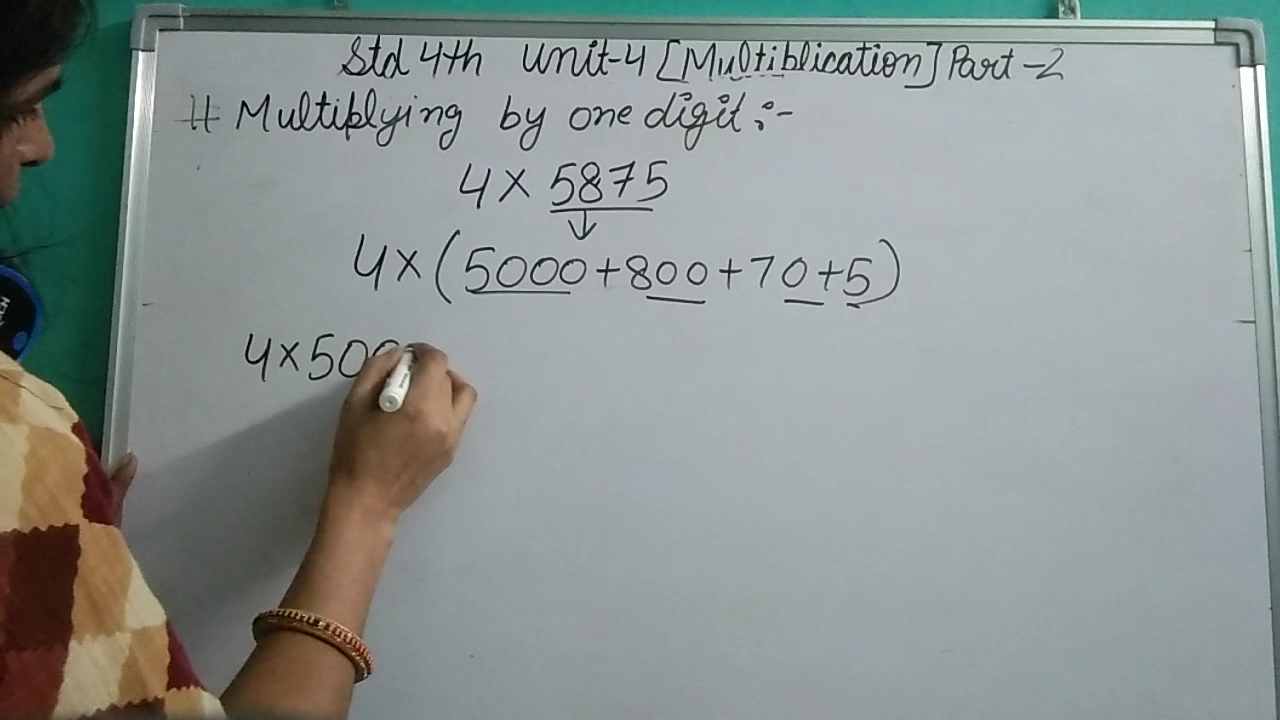 Std 4th Unit-4 [Multiblication] Part-2
# Multiplying by one digit :-
4 × 5875
4×(5000+800+70+5)
4×500